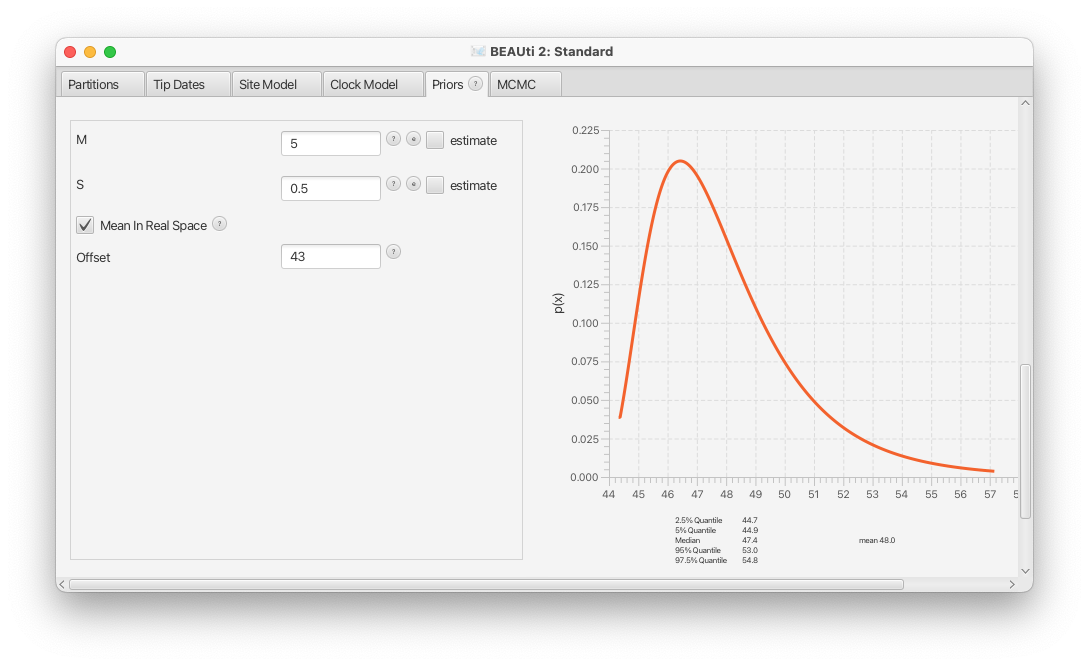 BEAUti 2: Standard
Partitions
Tip Dates
Site Model
Clock Model
Priors ?
MCMC
M
5
? e estimate
S
0.5
? e estimate
Mean In Real Space ?
Offset
43
?
p(x)
0.225
0.200
0.175
0.150
0.125
0.100
0.075
0.050
0.025
0.000
44 45 46 47 48 49 50 51 52 53 54 55 56 57 5
2.5% Quantile 44.7
5% Quantile 44.9
Median 47.4 mean 48.0
95% Quantile 53.0
97.5% Quantile 54.8